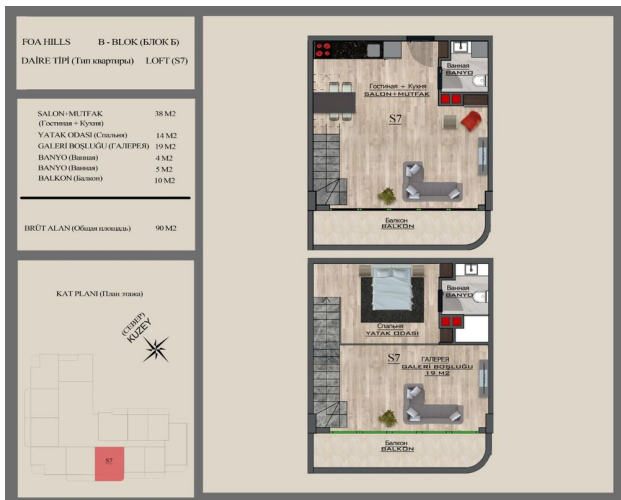 FOA HILLS B - BLOK (БЛОК Б)
DAİRE TİPİ (Тип квартиры) LOFT (S7)
SALON+MUTFAK 38 M2
(Гостиная + Кухня)
YATAK ODASI (Спальня) 14 M2
GALERİ BOŞLUĞU (ГАЛЕРЕЯ) 19 M2
BANYO (Ванная) 4 M2
BANYO (Ванная) 5 M2
BALKON (Балкон) 10 M2
BRÜT ALAN (Общая площадь) 90 M2
KAT PLANI (План этажа)
(СЕВЕР)
KUZEY
S7
Ванная
BANYO
Гостиная + Кухня
SALON+MUTFAK
S7
Балкон
BALKON
Ванная
BANYO
Спальня
YATAK ODASI
S7 ГАЛЕРЕЯ
GALERİ BOŞLUĞU
19 M2
Балкон
BALKON